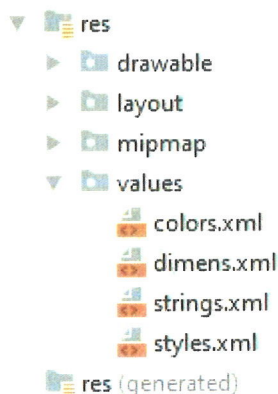 res
drawable
layout
mipmap
values
colors.xml
dimens.xml
strings.xml
styles.xml
res (generated)